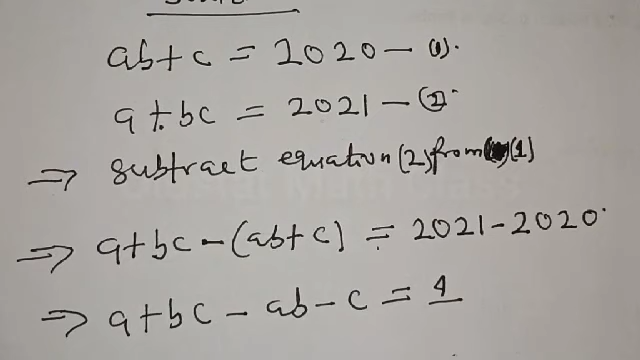 ab+c = 2020 — (1).
a+bc = 2021 — (2).
⇒ subtract equation (2) from (1)
⇒ a+bc-(ab+c) = 2021-2020.
⇒ a+bc-ab-c = 1